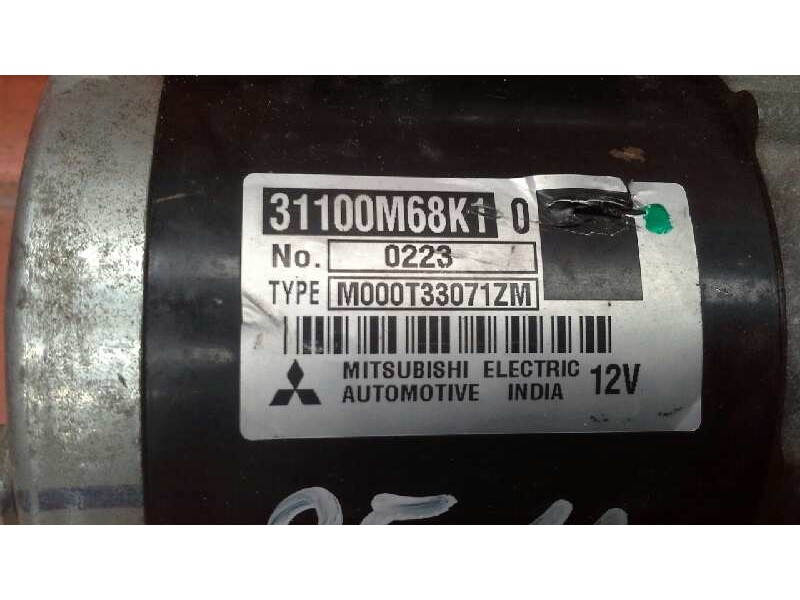 31100M68K1 0
No. 0223
TYPE M000T33071ZM
MITSUBISHI ELECTRIC
AUTOMOTIVE INDIA 12V